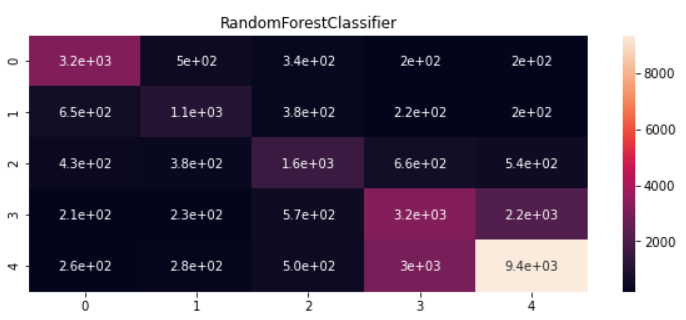 RandomForestClassifier
0 3.2e+03 5e+02 3.4e+02 2e+02 2e+02
8000
1 6.5e+02 1.1e+03 3.8e+02 2.2e+02 2e+02
6000
2 4.3e+02 3.8e+02 1.6e+03 6.6e+02 5.4e+02
4000
3 2.1e+02 2.3e+02 5.7e+02 3.2e+03 2.2e+03
2000
4 2.6e+02 2.8e+02 5.0e+02 3e+03 9.4e+03
0 1 2 3 4